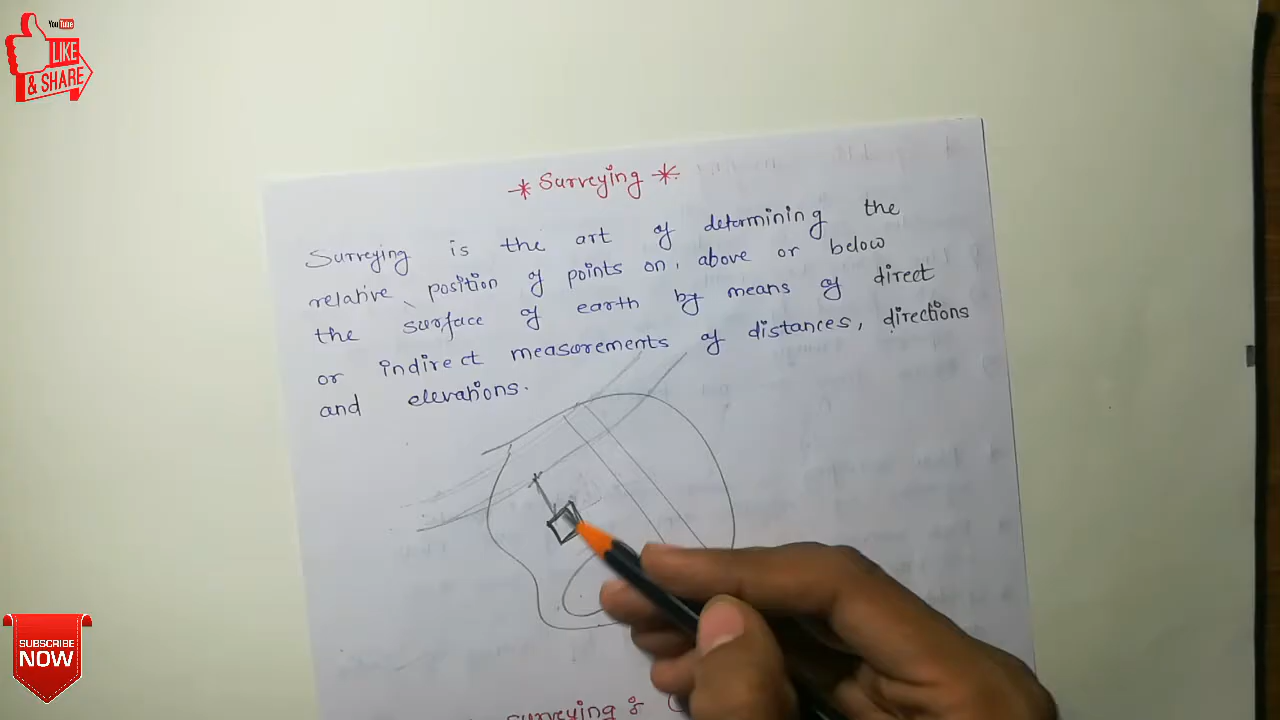 YouTube
LIKE
& SHARE
* Surveying *
Surveying is the art of determining the
relative position of points on, above or below
the surface of earth by means of direct
or indirect measurements of distances, directions
and elevations.
surveying :
SUBSCRIBE
NOW